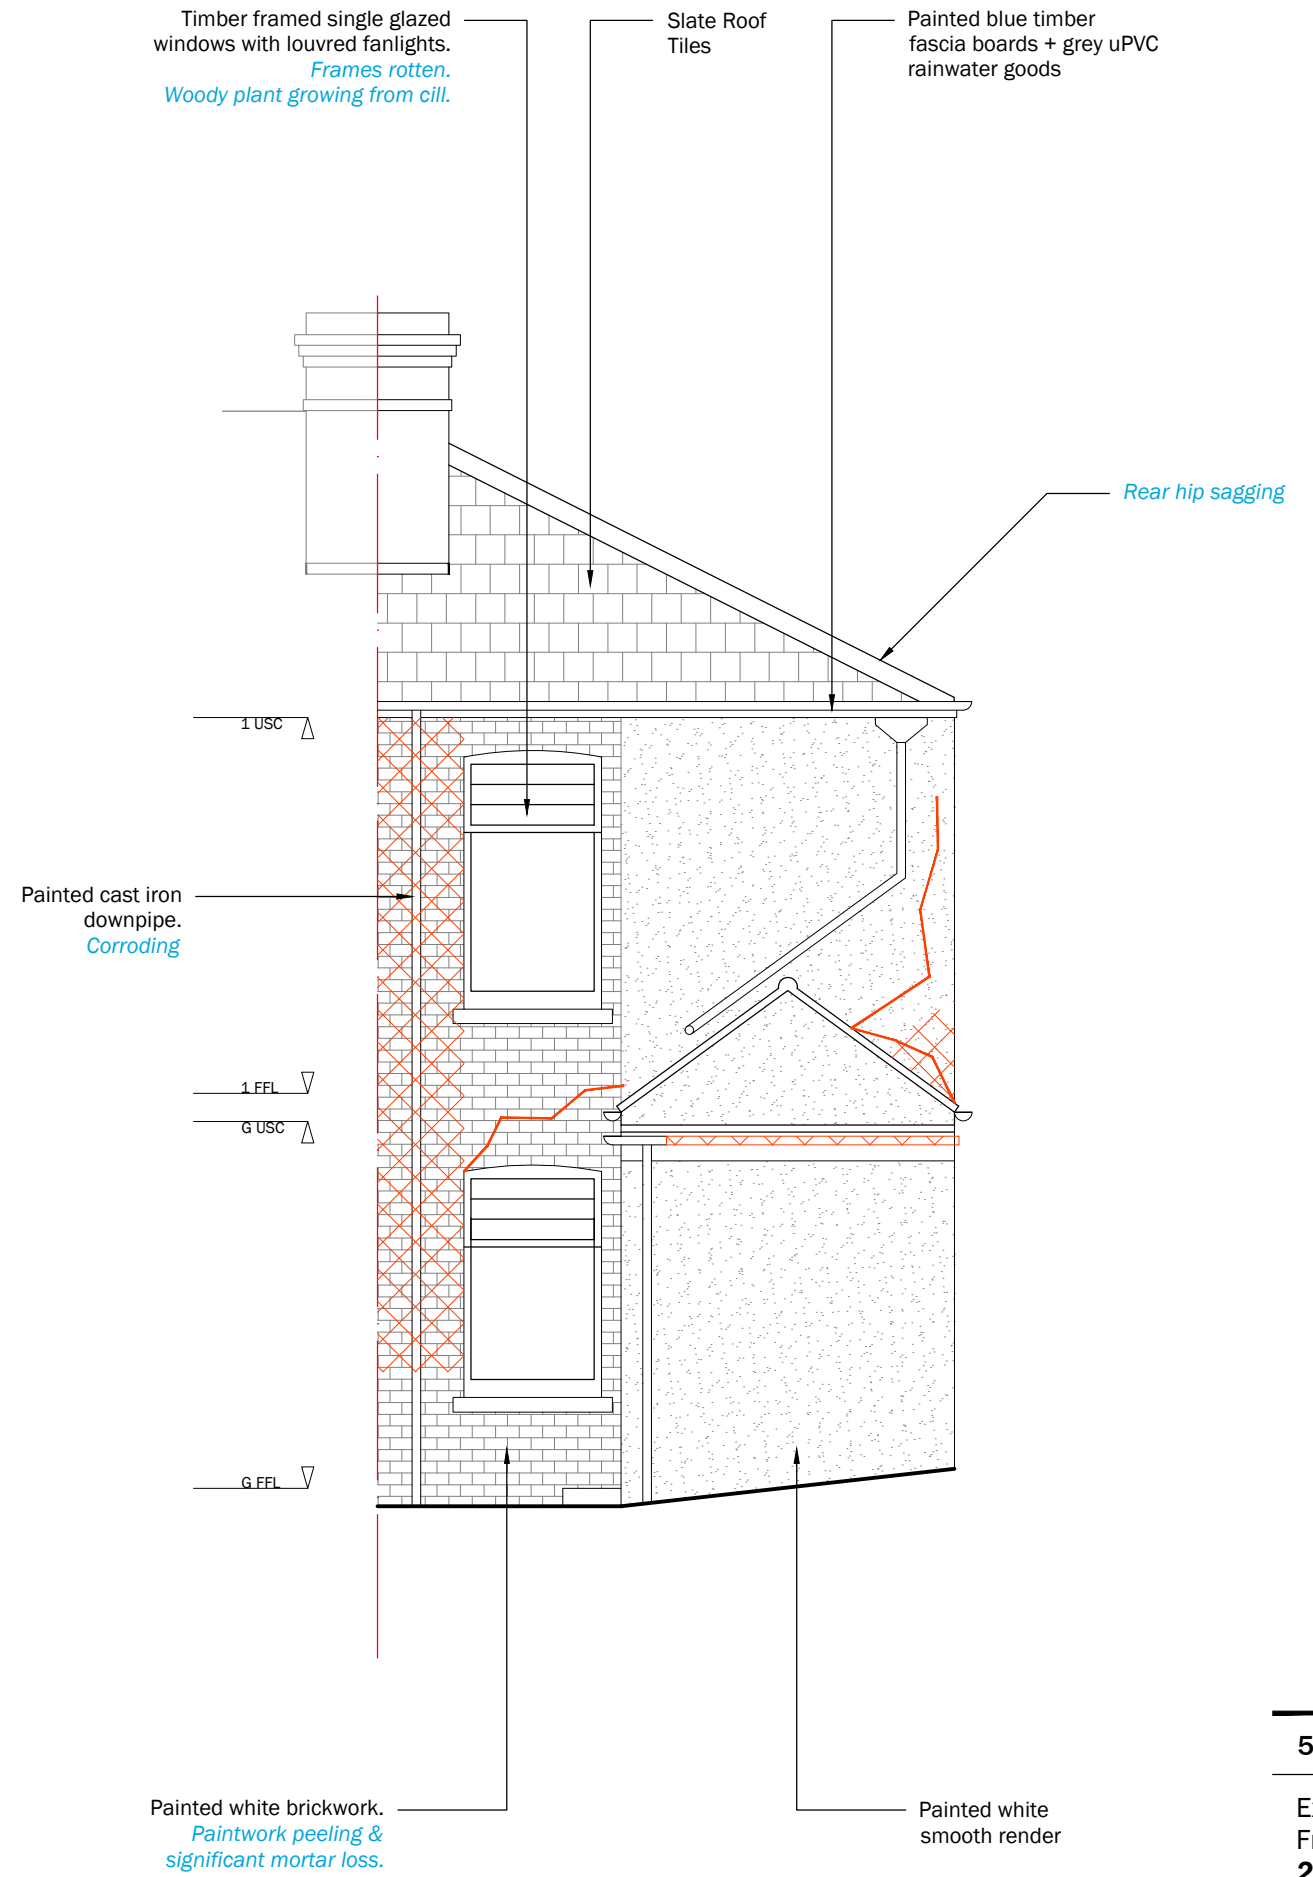 Timber framed single glazed
windows with louvred fanlights.
Frames rotten.
Woody plant growing from cill.
Slate Roof
Tiles
Painted blue timber
fascia boards + grey uPVC
rainwater goods
Rear hip sagging
1 USC
Painted cast iron
downpipe.
Corroding
1 FFL
G USC
G FFL
Painted white brickwork.
Paintwork peeling &
significant mortar loss.
Painted white
smooth render
5